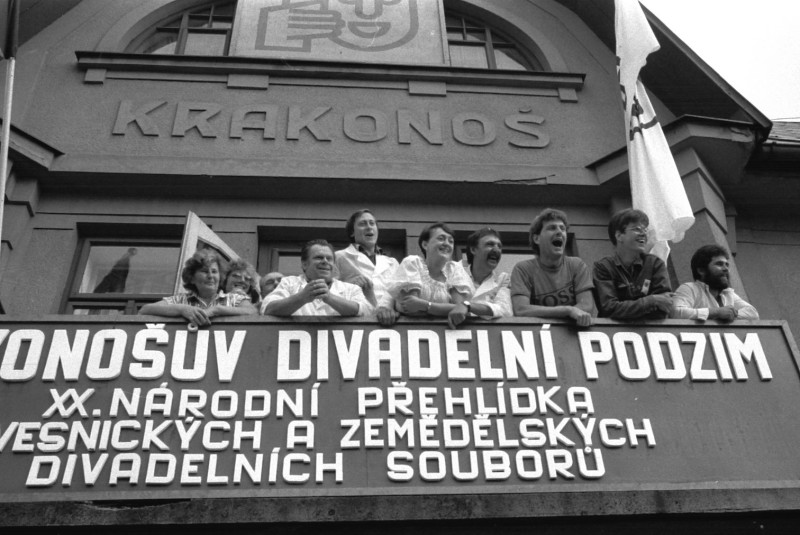 KRAKONOŠ
ONOŠŮV DIVADELNÍ PODZIM
XX. NÁRODNÍ PŘEHLÍDKA
VESNICKÝCH A ZEMĚDĚLSKÝCH
DIVADELNÍCH SOUBORŮ